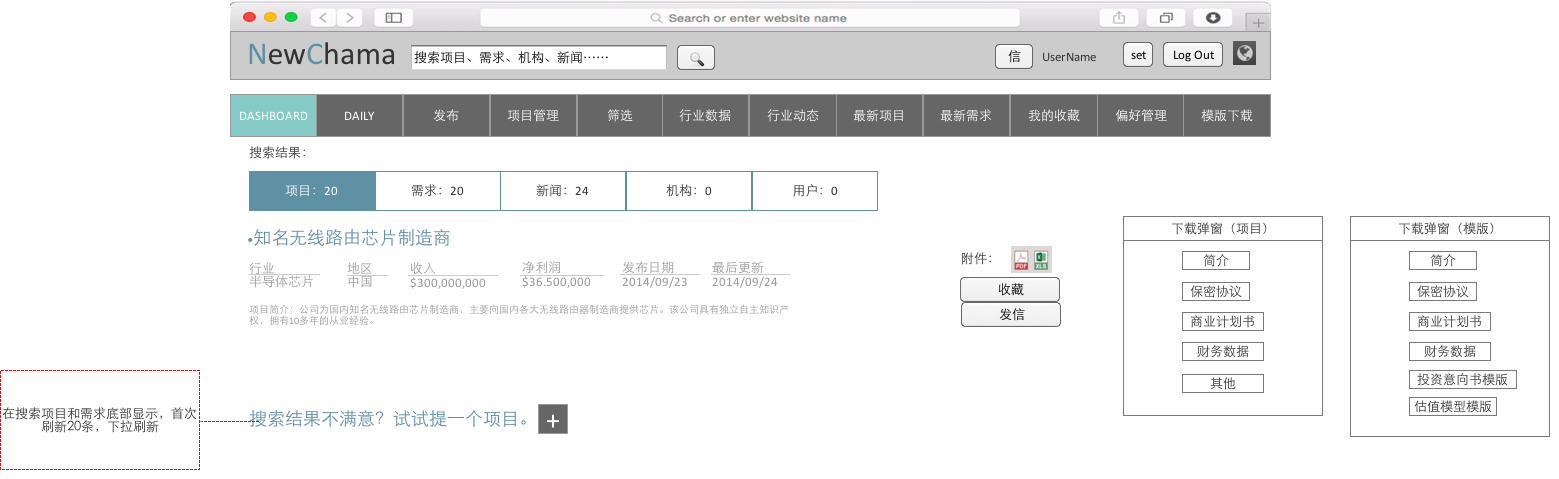 Search or enter website name
NewChama
搜索项目、需求、机构、新闻……
信
UserName
set
Log Out
DASHBOARD
DAILY
发布
项目管理
筛选
行业数据
行业动态
最新项目
最新需求
我的收藏
偏好管理
模版下载
搜索结果：
项目：20
需求：20
新闻：24
机构：0
用户：0
•知名无线路由芯片制造商
行业
地区
收入
净利润
发布日期
最后更新
半导体芯片
中国
$300,000,000
$36.500,000
2014/09/23
2014/09/24
项目简介：公司为国内知名无线路由芯片制造商，主要向国内各大无线路由器制造商提供芯片。该公司具有独立自主知识产
权，拥有10多年的从业经验。
附件：
PDF
XLS
收藏
发信
下载弹窗（项目）
简介
保密协议
商业计划书
财务数据
其他
下载弹窗（模版）
简介
保密协议
商业计划书
财务数据
投资意向书模版
估值模型模版
在搜索项目和需求底部显示，首次
刷新20条，下拉刷新
搜索结果不满意？试试提一个项目。